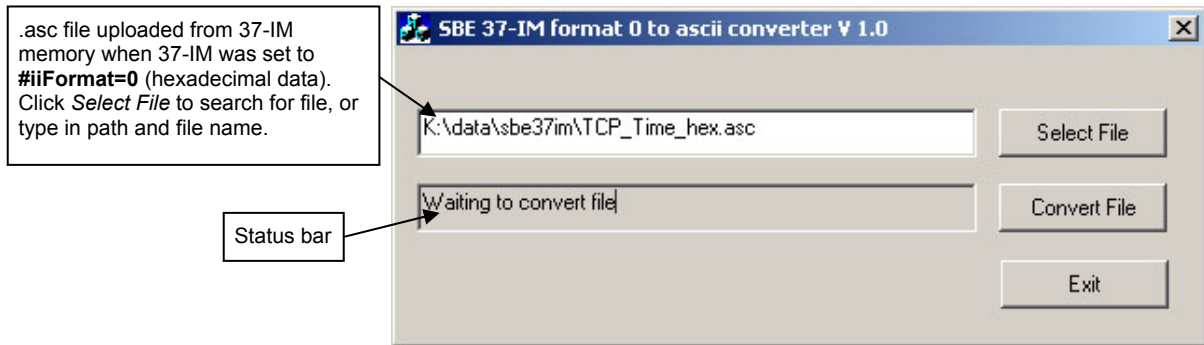 .asc file uploaded from 37-IM
memory when 37-IM was set to
#iiFormat=0 (hexadecimal data).
Click Select File to search for file, or
type in path and file name.
SBE 37-IM format 0 to ascii converter V 1.0
K:\data\sbe37im\TCP_Time_hex.asc
Select File
Waiting to convert file
Convert File
Status bar
Exit